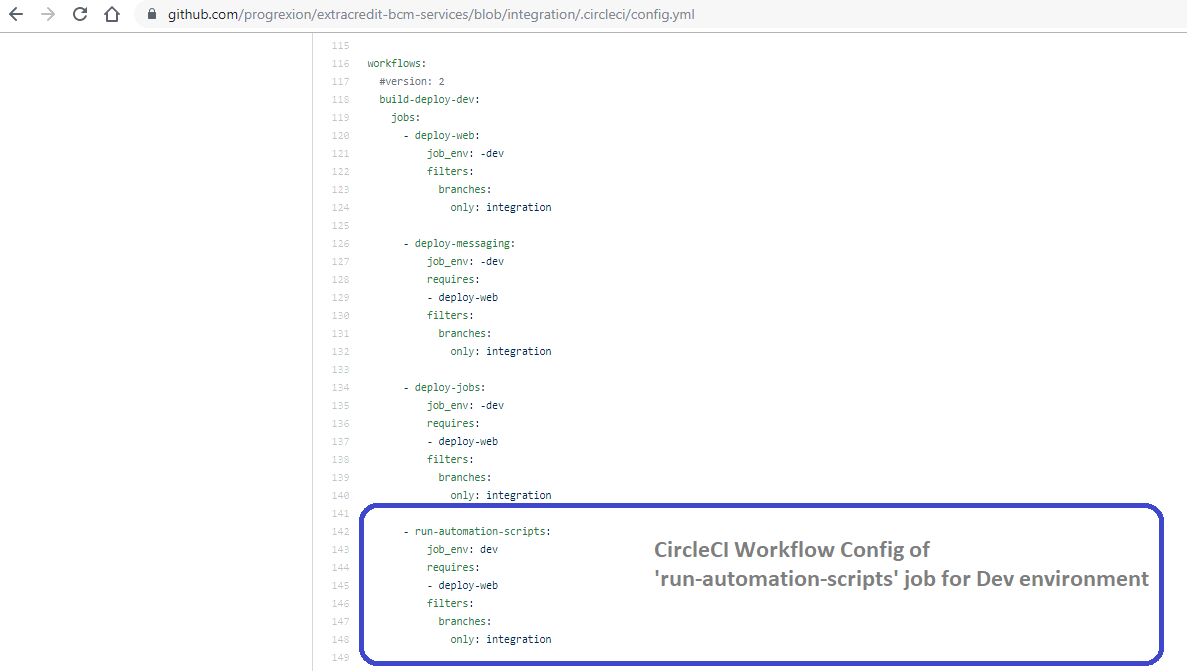 github.com/progrexion/extracredit-bcm-services/blob/integration/.circleci/config.yml
115
116 workflows:
117 #version: 2
118 build-deploy-dev:
119 jobs:
120 - deploy-web:
121 job_env: -dev
122 filters:
123 branches:
124 only: integration
125
126 - deploy-messaging:
127 job_env: -dev
128 requires:
129 - deploy-web
130 filters:
131 branches:
132 only: integration
133
134 - deploy-jobs:
135 job_env: -dev
136 requires:
137 - deploy-web
138 filters:
139 branches:
140 only: integration
141
142 - run-automation-scripts:
143 job_env: dev
144 requires:
145 - deploy-web
146 filters:
147 branches:
148 only: integration
149
CircleCI Workflow Config of
'run-automation-scripts' job for Dev environment